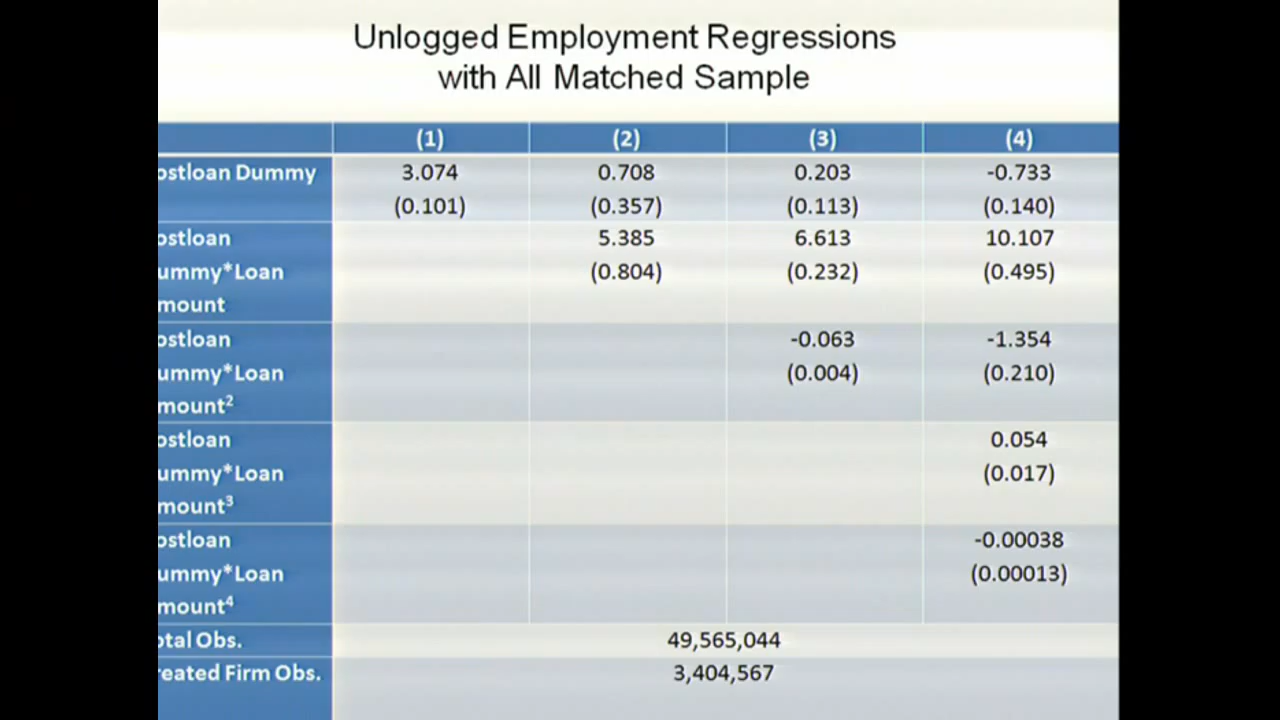 Unlogged Employment Regressions
with All Matched Sample
(1) (2) (3) (4)
ostloan Dummy 3.074 0.708 0.203 -0.733
(0.101) (0.357) (0.113) (0.140)
ostloan 5.385 6.613 10.107
ummy*Loan (0.804) (0.232) (0.495)
mount
ostloan -0.063 -1.354
ummy*Loan (0.004) (0.210)
mount²
ostloan 0.054
ummy*Loan (0.017)
mount³
ostloan -0.00038
ummy*Loan (0.00013)
mount⁴
otal Obs. 49,565,044
reated Firm Obs. 3,404,567